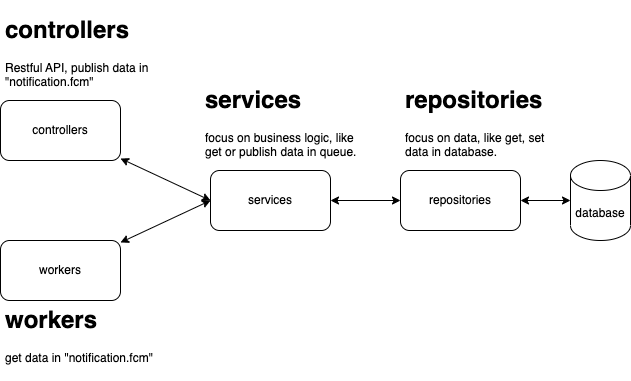 controllers
Restful API, publish data in
"notification.fcm"
controllers
services
focus on business logic, like
get or publish data in queue.
services
repositories
focus on data, like get, set
data in database.
repositories
database
workers
workers
get data in "notification.fcm"